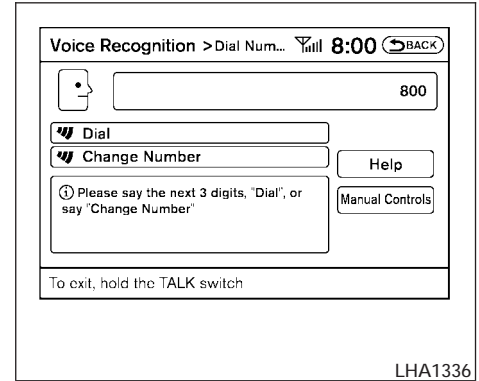 Voice Recognition >Dial Num... 8:00 BACK
800
Dial
Change Number
Help
Please say the next 3 digits, "Dial", or
say "Change Number"
Manual Controls
To exit, hold the TALK switch
LHA1336